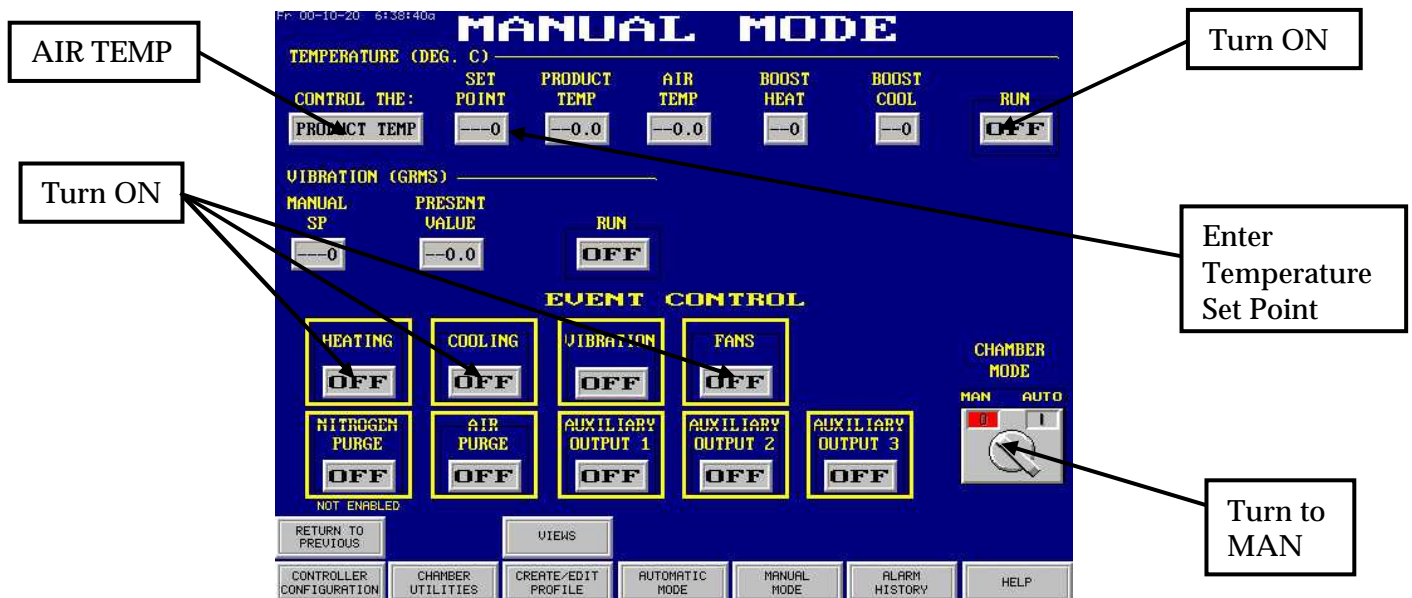 Fr 00-10-20 6:38:40a
MANUAL MODE
AIR TEMP
Turn ON
TEMPERATURE (DEG. C)
CONTROL THE:
SET POINT
PRODUCT TEMP
AIR TEMP
BOOST HEAT
BOOST COOL
RUN
PRODUCT TEMP
---0
--0.0
--0.0
--0
--0
OFF
Turn ON
VIBRATION (GRMS)
MANUAL SP
PRESENT VALUE
RUN
---0
--0.0
OFF
Enter
Temperature
Set Point
EVENT CONTROL
HEATING
COOLING
VIBRATION
FANS
OFF
OFF
OFF
OFF
CHAMBER
MODE
MAN AUTO
0 I
NITROGEN PURGE
AIR PURGE
AUXILIARY OUTPUT 1
AUXILIARY OUTPUT 2
AUXILIARY OUTPUT 3
OFF
OFF
OFF
OFF
OFF
NOT ENABLED
Turn to
MAN
RETURN TO PREVIOUS
VIEWS
CONTROLLER CONFIGURATION
CHAMBER UTILITIES
CREATE/EDIT PROFILE
AUTOMATIC MODE
MANUAL MODE
ALARM HISTORY
HELP